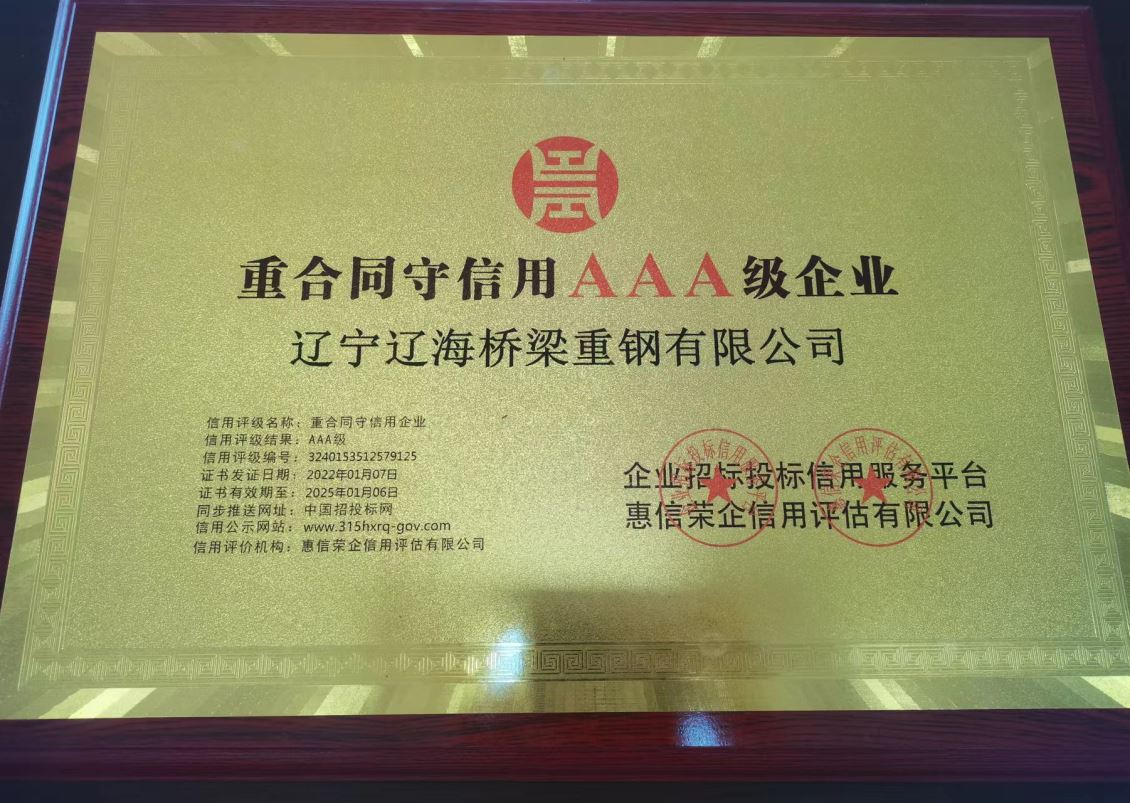 重合同守信用AAA级企业
辽宁辽海桥梁重钢有限公司
信用评级名称：重合同守信用企业
信用评级结果：AAA级
信用评级编号：3240153512579125
证书发证日期：2022年01月07日
证书有效期至：2025年01月06日
同步推送网址：中国招投标网
信用公示网站：www.315hxrq-gov.com
信用评价机构：惠信荣企信用评估有限公司
企业招标投标信用服务平台
惠信荣企信用评估有限公司